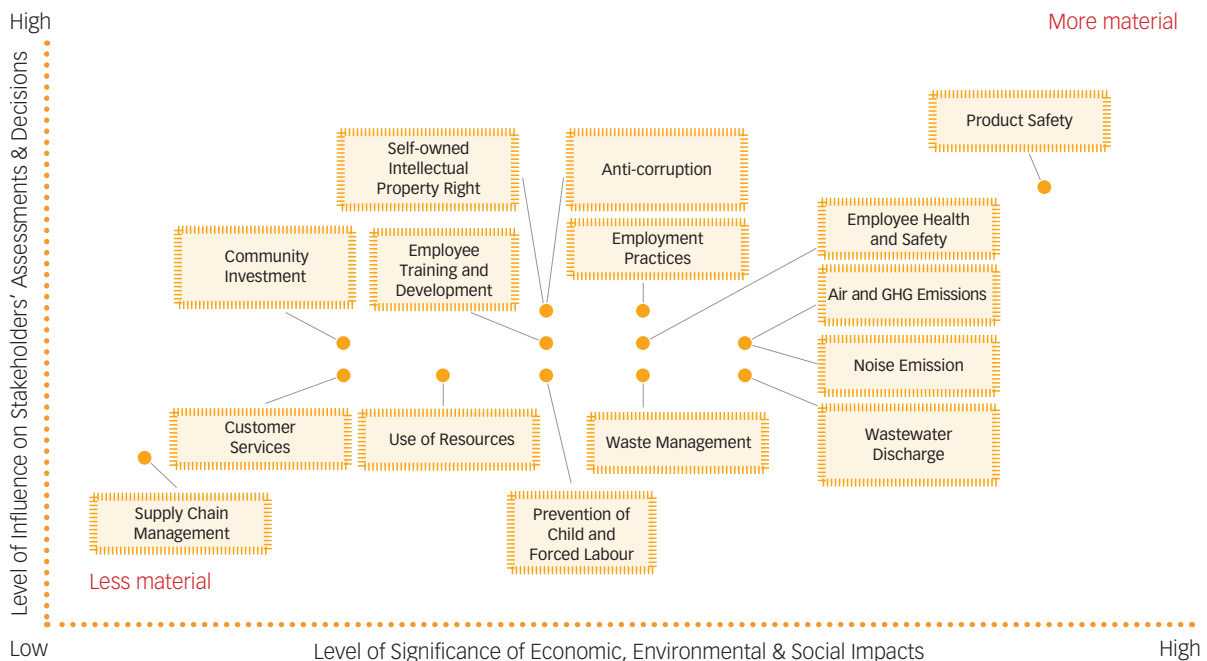 High
More material
Level of Influence on Stakeholders’ Assessments & Decisions
Product Safety
Self-owned
Intellectual
Property Right
Anti-corruption
Community
Investment
Employee
Training and
Development
Employment
Practices
Employee Health
and Safety
Air and GHG Emissions
Noise Emission
Customer
Services
Use of Resources
Waste Management
Wastewater
Discharge
Supply Chain
Management
Prevention of
Child and
Forced Labour
Less material
Low
Level of Significance of Economic, Environmental & Social Impacts
High